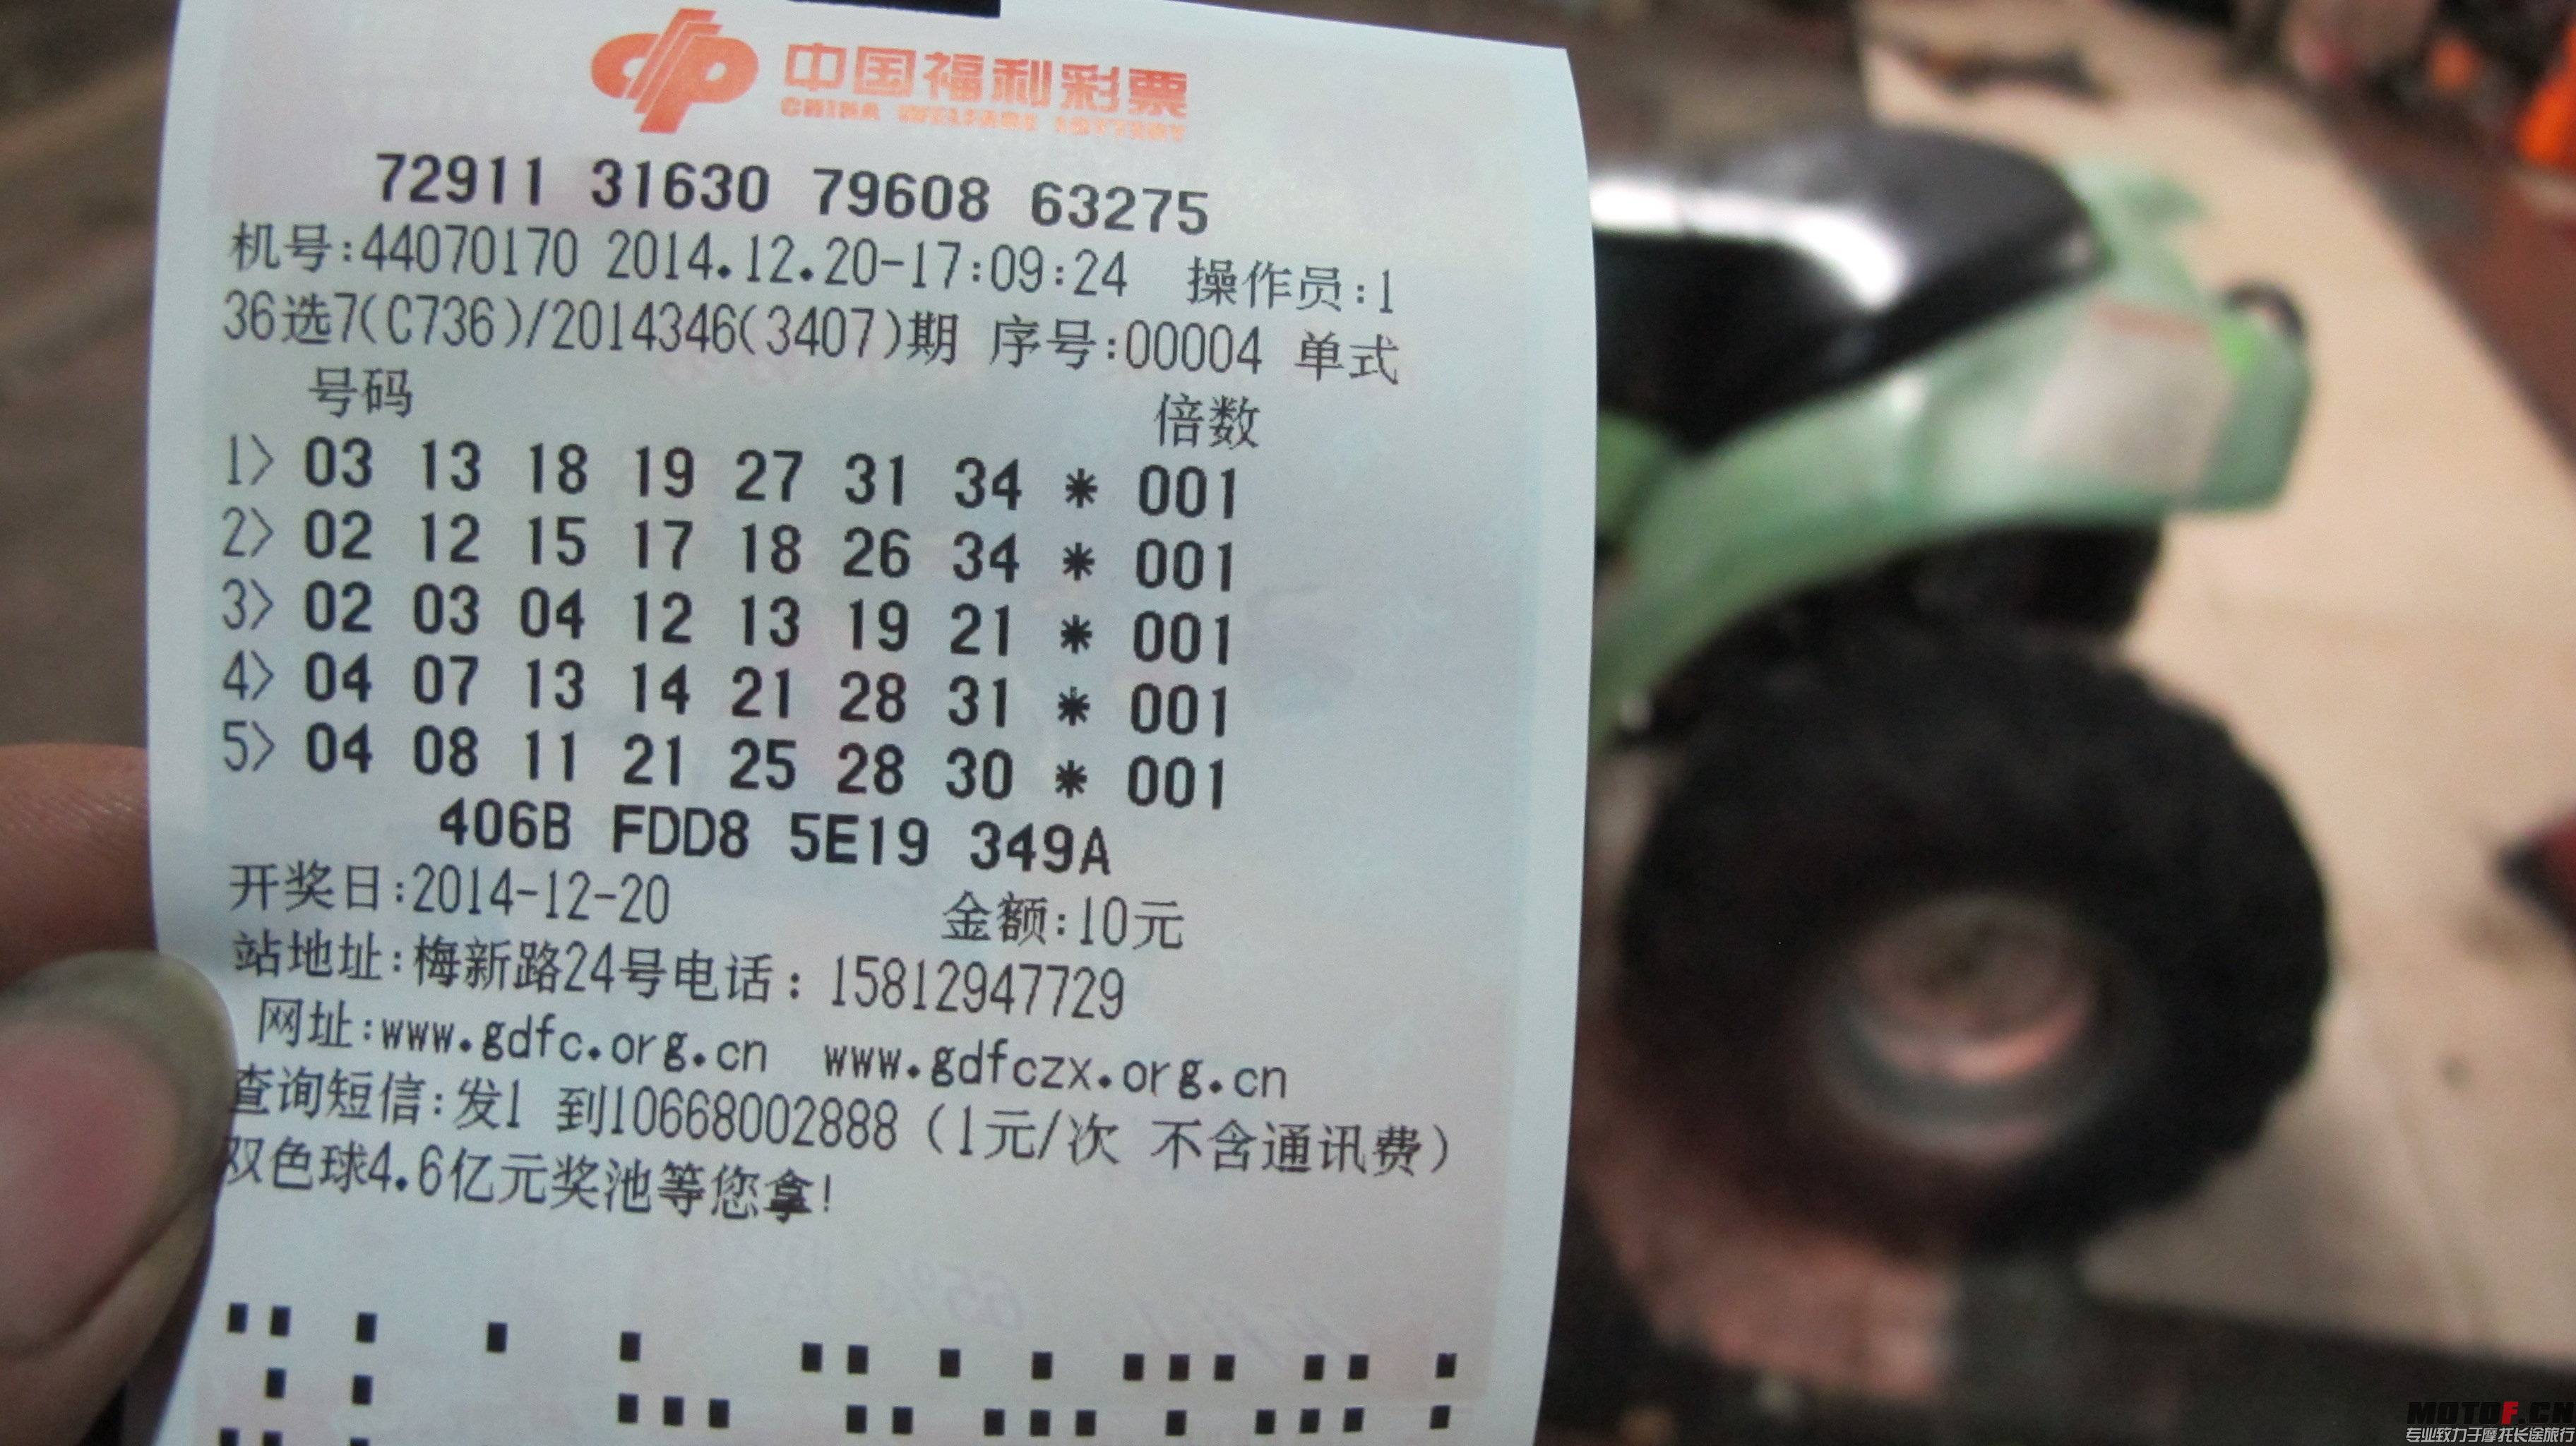 中国福利彩票
CHINA WELFARE LOTTERY
72911 31630 79608 63275
机号:44070170 2014.12.20-17:09:24 操作员:1
36选7(C736)/2014346(3407)期 序号:00004 单式
号码 倍数
1> 03 13 18 19 27 31 34 * 001
2> 02 12 15 17 18 26 34 * 001
3> 02 03 04 12 13 19 21 * 001
4> 04 07 13 14 21 28 31 * 001
5> 04 08 11 21 25 28 30 * 001
406B FDD8 5E19 349A
开奖日:2014-12-20 金额:10元
站地址:梅新路24号电话：15812947729
网址:www.gdfc.org.cn www.gdfczx.org.cn
查询短信:发1 到10668002888（1元/次 不含通讯费）
双色球4.6亿元奖池等您拿!
MOTOF.CN
专业致力于摩托长途旅行